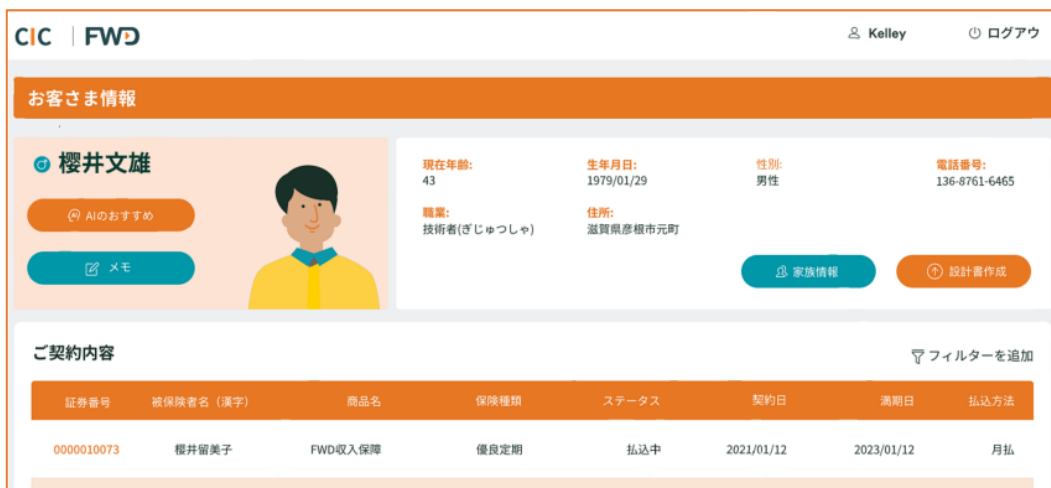 CIC | FWD
Kelley
ログアウ
お客さま情報
櫻井文雄
AIのおすすめ
メモ
現在年齢: 生年月日: 性別: 電話番号:
43 1979/01/29 男性 136-8761-6465
職業: 住所:
技術者(ぎじゅつしゃ) 滋賀県彦根市元町
家族情報
設計書作成
ご契約内容
フィルターを追加
証券番号 被保険者名（漢字） 商品名 保険種類 ステータス 契約日 満期日 払込方法
0000010073 櫻井留美子 FWD収入保障 優良定期 払込中 2021/01/12 2023/01/12 月払